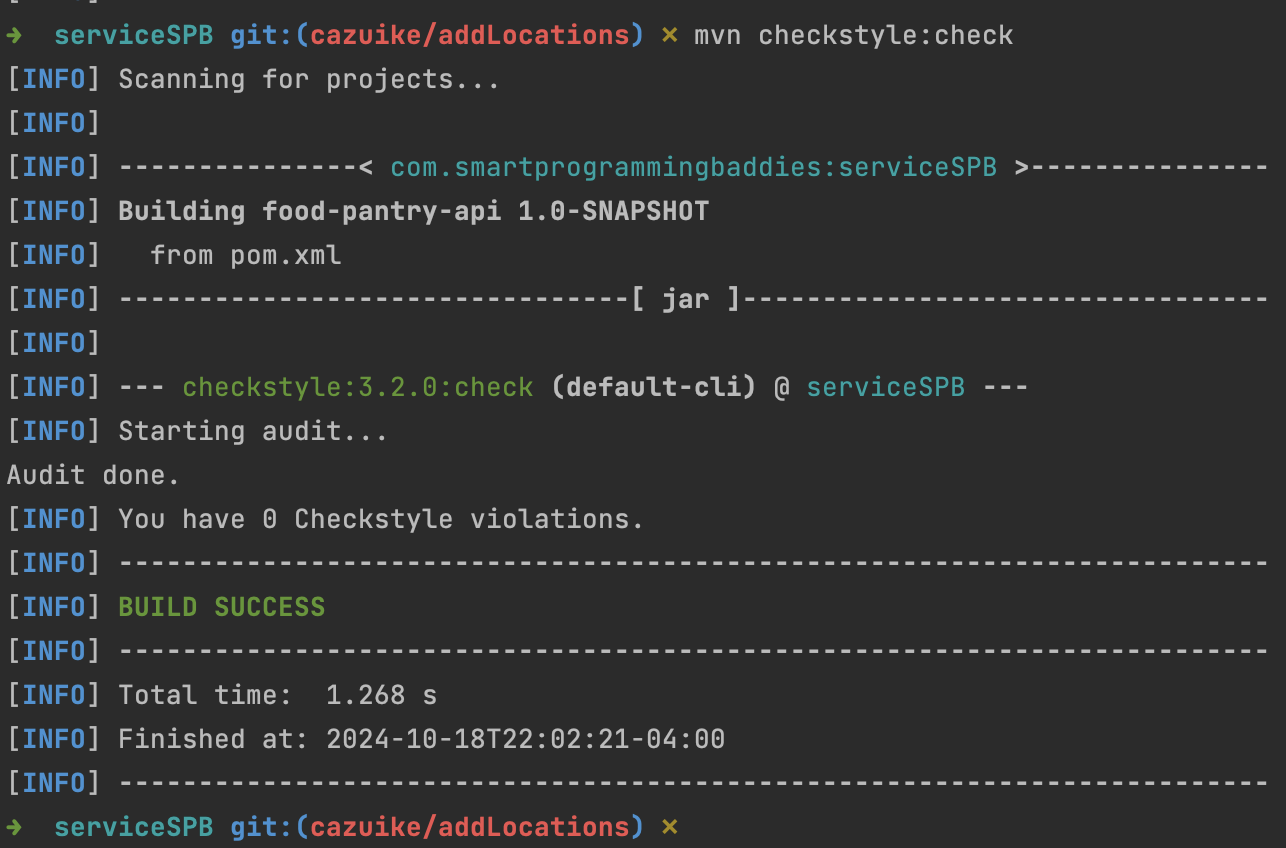 ➜  serviceSPB git:(cazuike/addLocations) ✗ mvn checkstyle:check
[INFO] Scanning for projects...
[INFO]
[INFO] ---------------< com.smartprogrammingbaddies:serviceSPB >---------------
[INFO] Building food-pantry-api 1.0-SNAPSHOT
[INFO]   from pom.xml
[INFO] --------------------------------[ jar ]---------------------------------
[INFO]
[INFO] --- checkstyle:3.2.0:check (default-cli) @ serviceSPB ---
[INFO] Starting audit...
Audit done.
[INFO] You have 0 Checkstyle violations.
[INFO] ------------------------------------------------------------------------
[INFO] BUILD SUCCESS
[INFO] ------------------------------------------------------------------------
[INFO] Total time:  1.268 s
[INFO] Finished at: 2024-10-18T22:02:21-04:00
[INFO] ------------------------------------------------------------------------
➜  serviceSPB git:(cazuike/addLocations) ✗